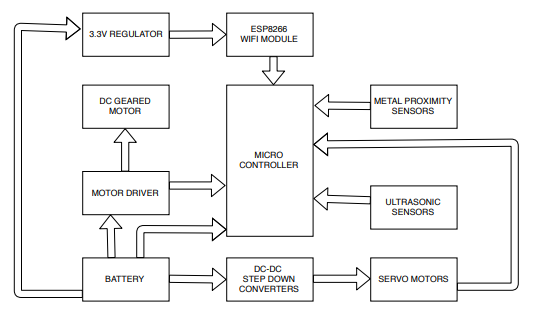 3.3V REGULATOR
ESP8266
WIFI MODULE
DC GEARED
MOTOR
METAL PROXIMITY
SENSORS
MICRO
CONTROLLER
MOTOR DRIVER
ULTRASONIC
SENSORS
BATTERY
DC-DC
STEP DOWN
CONVERTERS
SERVO MOTORS